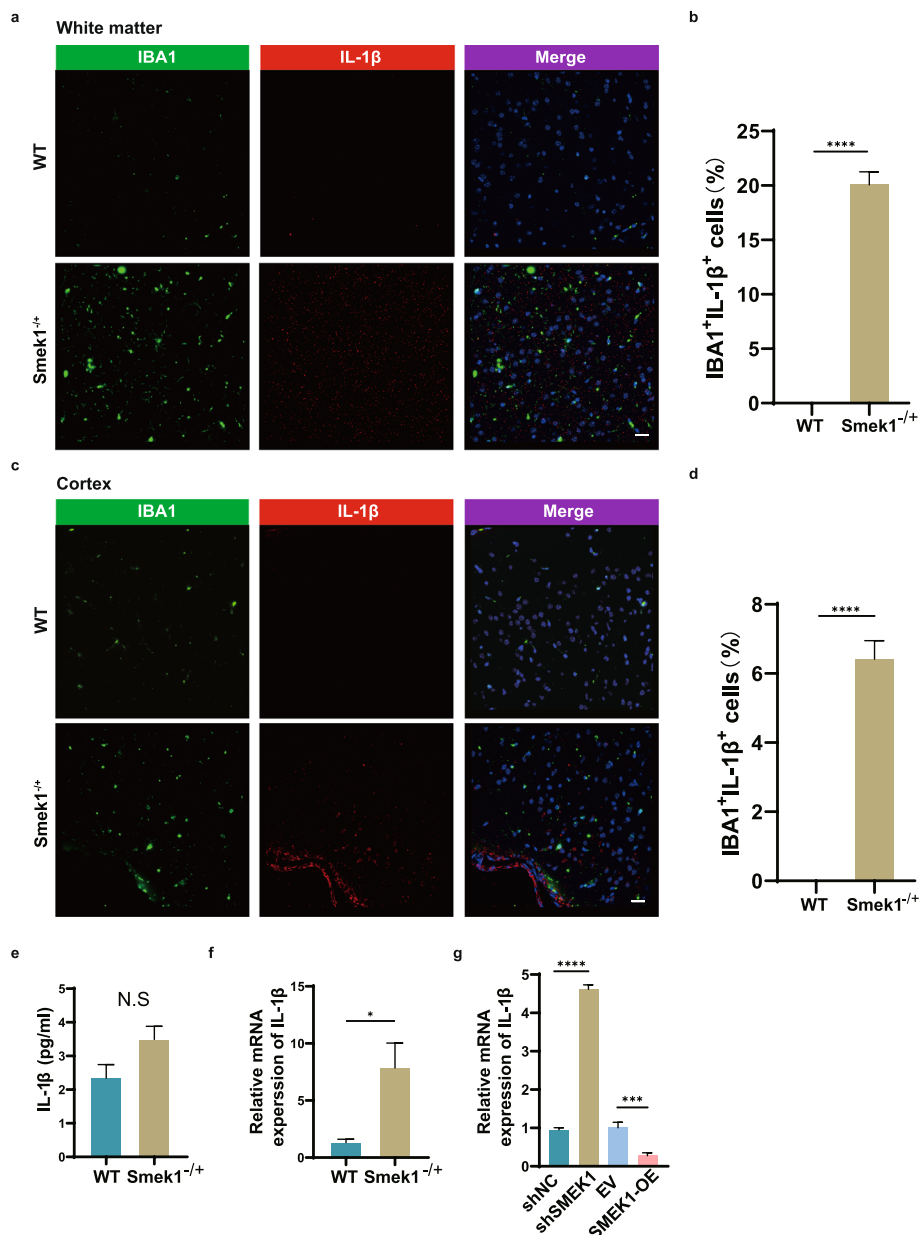 a
White matter
IBA1 IL-1β Merge
WT
Smek1-/+
b
IBA1+IL-1β+ cells(%)
25
20
15
10
5
0
****
WT Smek1-/+
c
Cortex
IBA1 IL-1β Merge
WT
Smek1-/+
d
IBA1+IL-1β+ cells(%)
8
6
4
2
0
****
WT Smek1-/+
e
IL-1β (pg/ml)
5
4
3
2
1
0
N.S
WT Smek1-/+
f
Relative mRNA
experssion of IL-1β
15
10
5
0
*
WT Smek1-/+
g
Relative mRNA
expression of IL-1β
5
4
3
2
1
0
****
***
shNC
shSMEK1
EV
SMEK1-OE